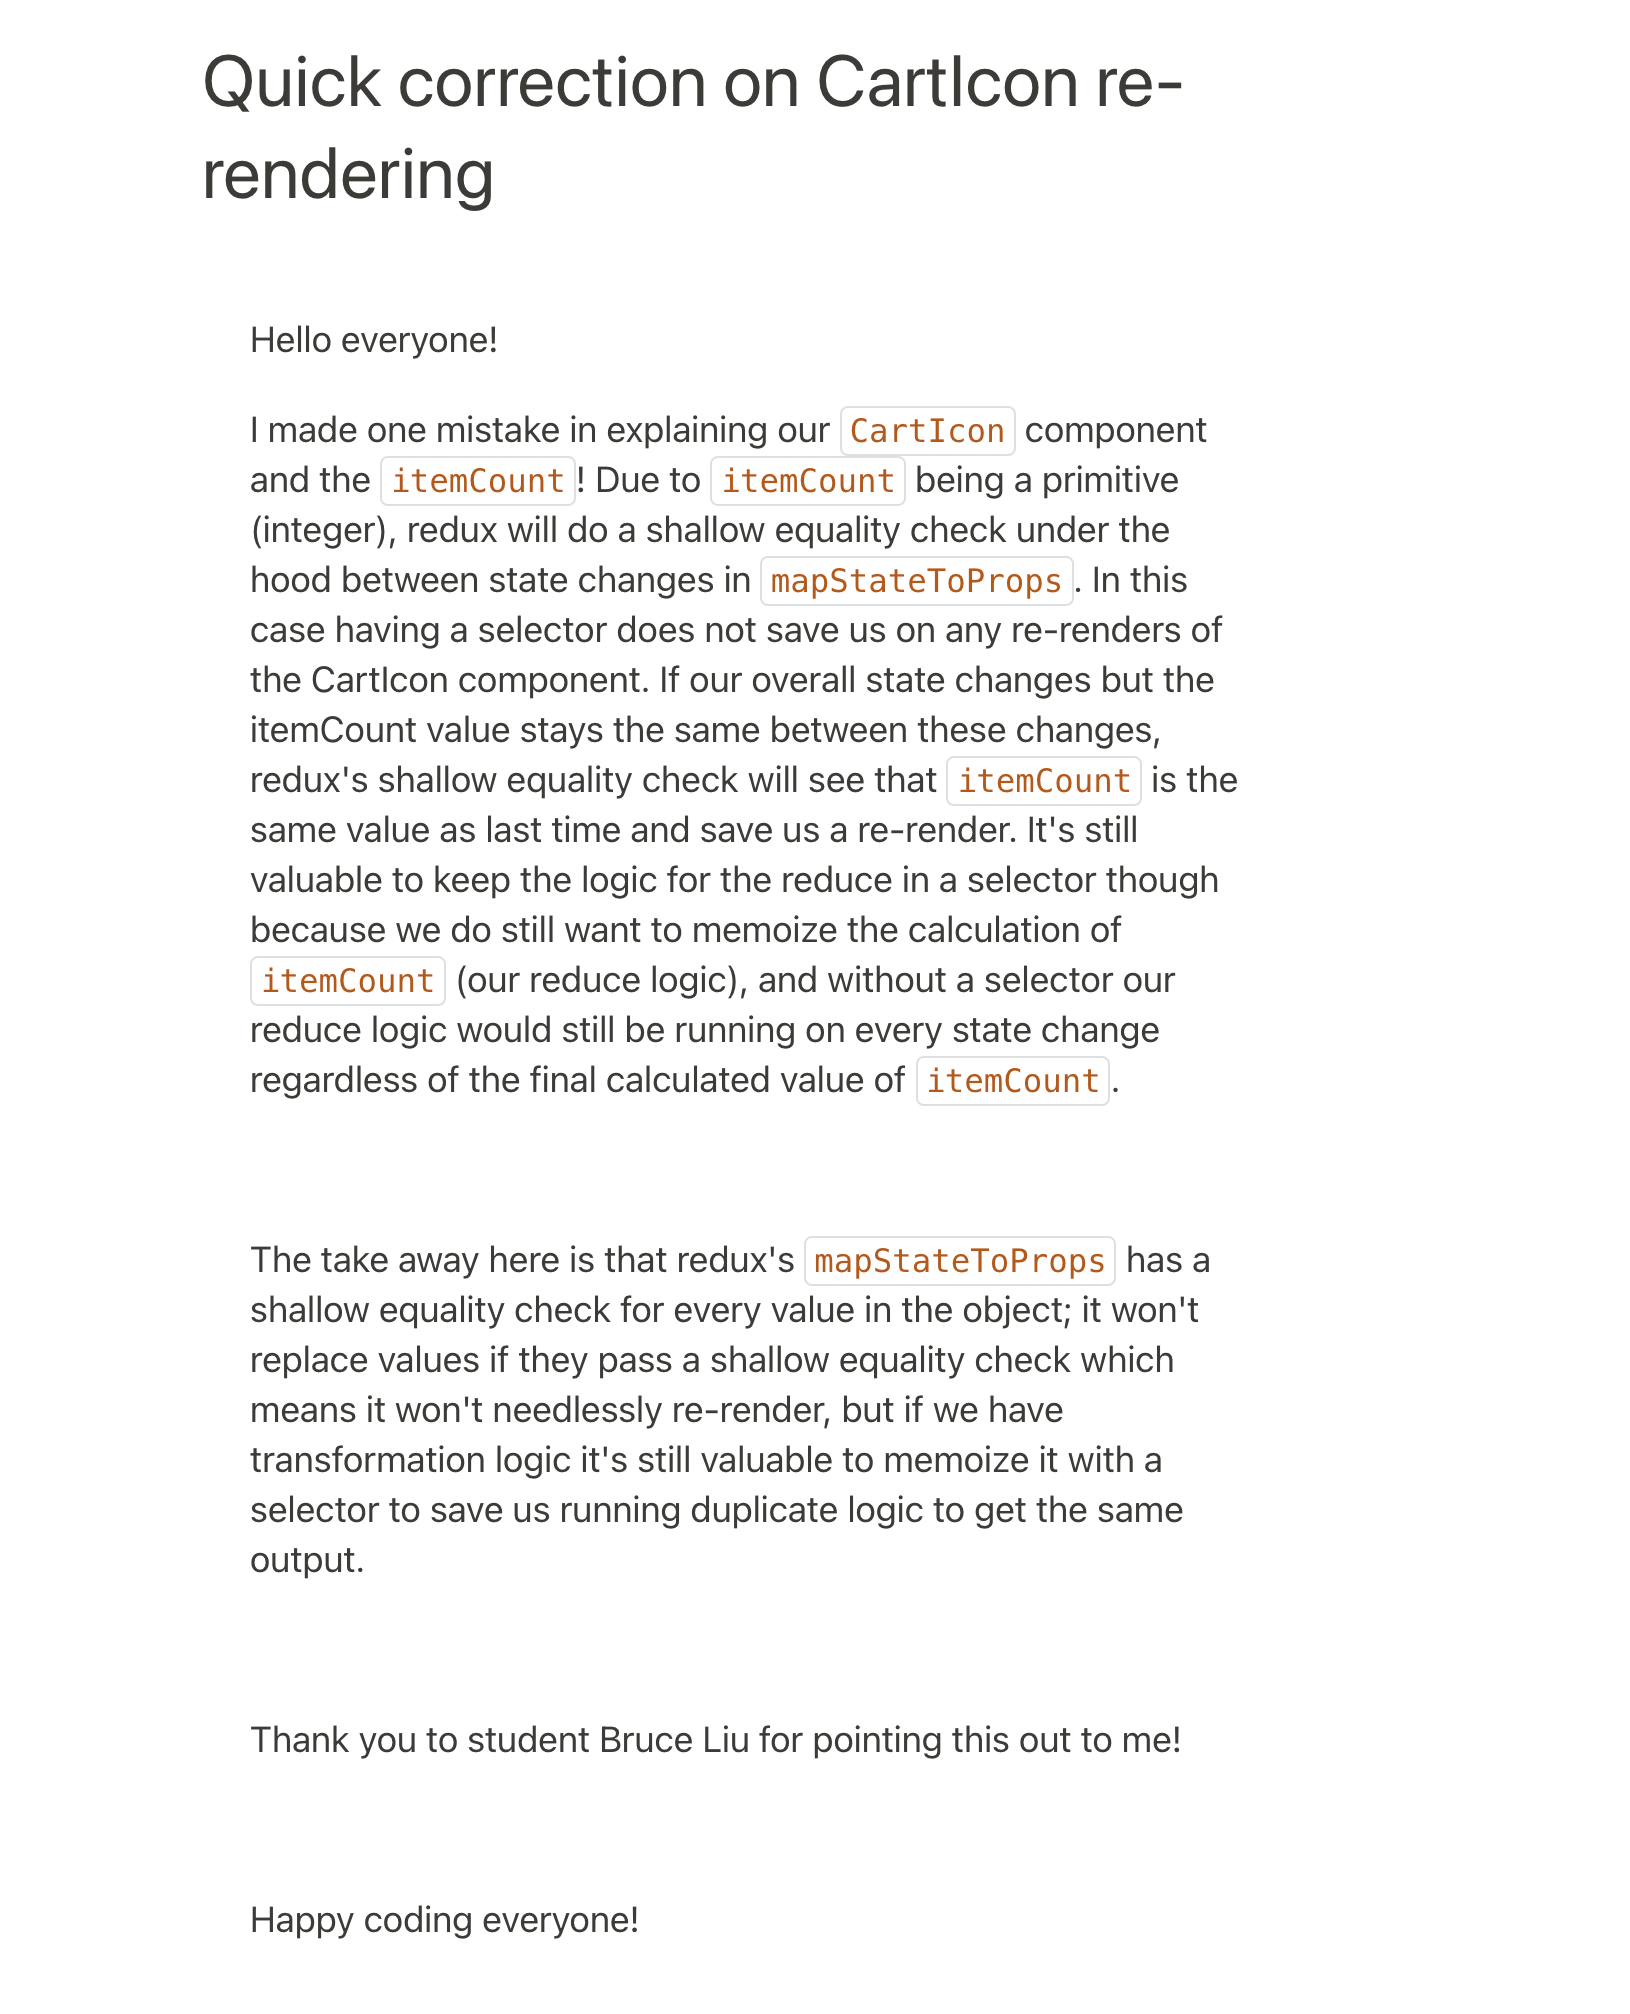 Quick correction on CartIcon re-
rendering
Hello everyone!
I made one mistake in explaining our CartIcon component
and the itemCount! Due to itemCount being a primitive
(integer), redux will do a shallow equality check under the
hood between state changes in mapStateToProps. In this
case having a selector does not save us on any re-renders of
the CartIcon component. If our overall state changes but the
itemCount value stays the same between these changes,
redux's shallow equality check will see that itemCount is the
same value as last time and save us a re-render. It's still
valuable to keep the logic for the reduce in a selector though
because we do still want to memoize the calculation of
itemCount (our reduce logic), and without a selector our
reduce logic would still be running on every state change
regardless of the final calculated value of itemCount.
The take away here is that redux's mapStateToProps has a
shallow equality check for every value in the object; it won't
replace values if they pass a shallow equality check which
means it won't needlessly re-render, but if we have
transformation logic it's still valuable to memoize it with a
selector to save us running duplicate logic to get the same
output.
Thank you to student Bruce Liu for pointing this out to me!
Happy coding everyone!